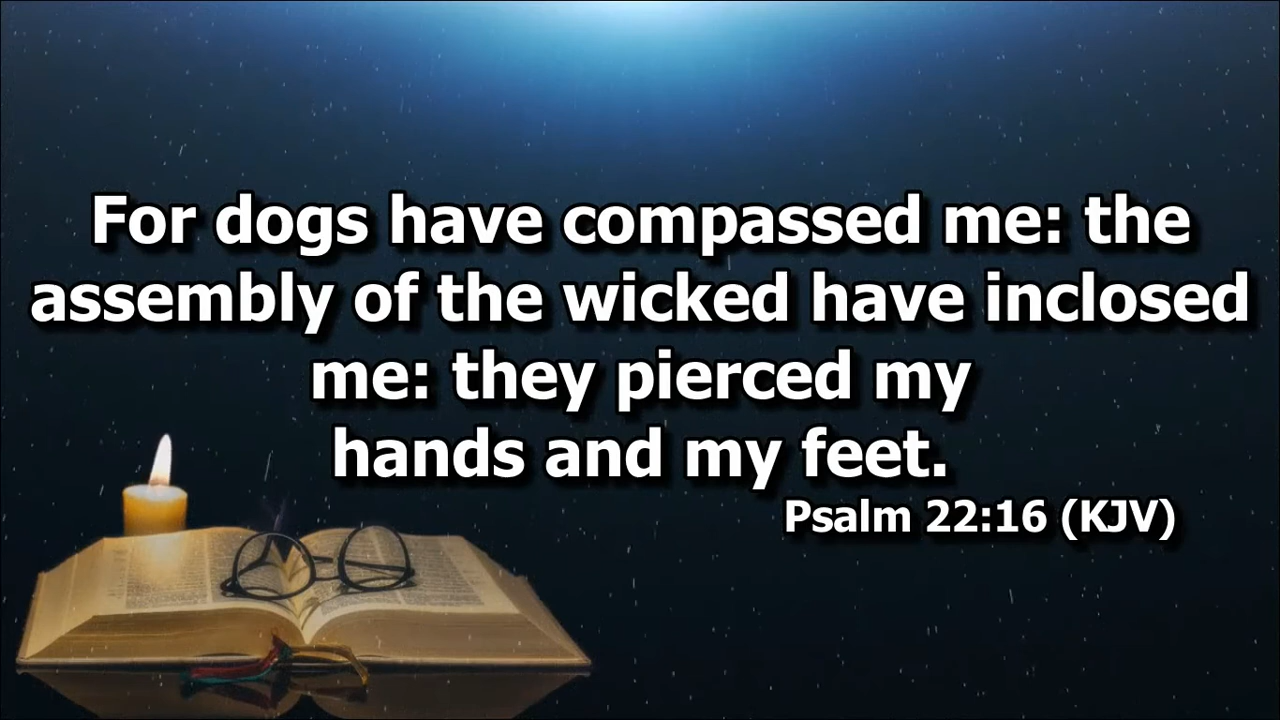 For dogs have compassed me: the
assembly of the wicked have inclosed
me: they pierced my
hands and my feet.
Psalm 22:16 (KJV)